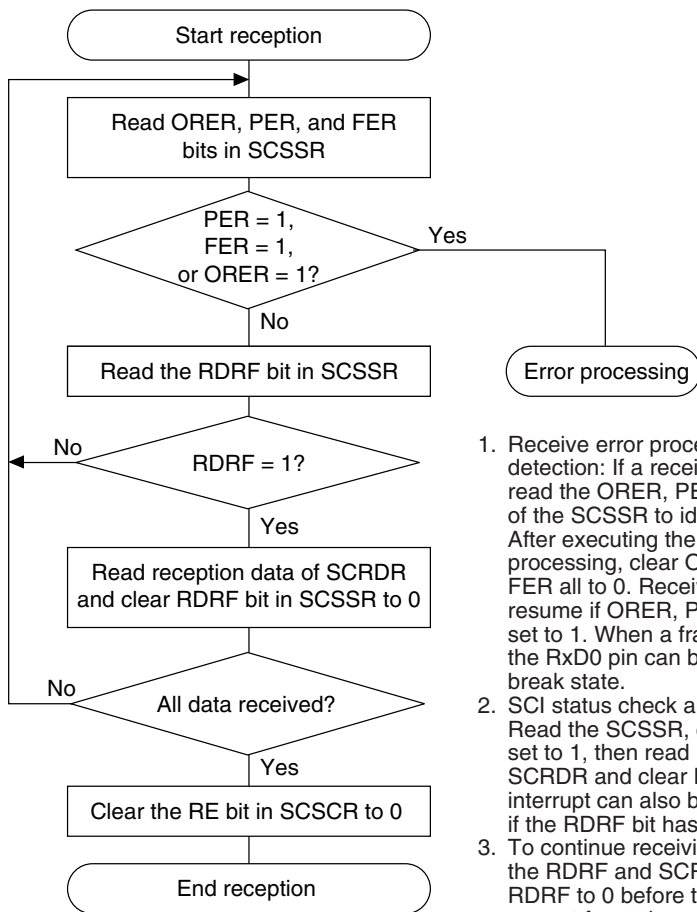 Start reception
Read ORER, PER, and FER
bits in SCSSR
PER = 1,
FER = 1,
or ORER = 1?
Yes
No
Read the RDRF bit in SCSSR
Error processing
No
RDRF = 1?
Yes
Read reception data of SCRDR
and clear RDRF bit in SCSSR to 0
No
All data received?
Yes
Clear the RE bit in SCSCR to 0
End reception
1. Receive error proce
detection: If a recei
read the ORER, PE
of the SCSSR to id
After executing the
processing, clear O
FER all to 0. Recei
resume if ORER, P
set to 1. When a fra
the RxD0 pin can b
break state.
2. SCI status check a
Read the SCSSR,
set to 1, then read
SCRDR and clear
interrupt can also b
if the RDRF bit has
3. To continue receivi
the RDRF and SCR
RDRF to 0 before t